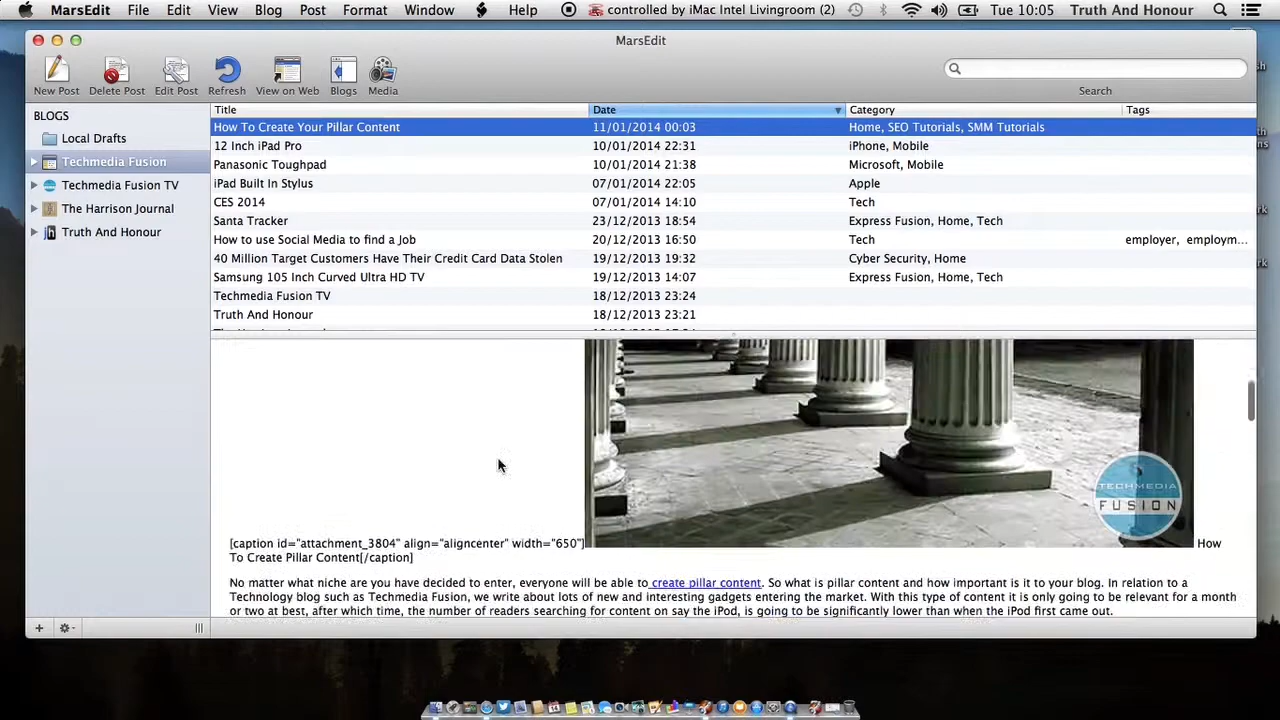 MarsEdit File Edit View Blog Post Format Window Help controlled by iMac Intel Livingroom (2) Tue 10:05 Truth And Honour
MarsEdit
New Post Delete Post Edit Post Refresh View on Web Blogs Media Search
BLOGS
Local Drafts
Techmedia Fusion
Techmedia Fusion TV
The Harrison Journal
Truth And Honour
Title Date Category Tags
How To Create Your Pillar Content 11/01/2014 00:03 Home, SEO Tutorials, SMM Tutorials
12 Inch iPad Pro 10/01/2014 22:31 iPhone, Mobile
Panasonic Toughpad 10/01/2014 21:38 Microsoft, Mobile
iPad Built In Stylus 07/01/2014 22:05 Apple
CES 2014 07/01/2014 14:10 Tech
Santa Tracker 23/12/2013 18:54 Express Fusion, Home, Tech
How to use Social Media to find a Job 20/12/2013 16:50 Tech employer, employm...
40 Million Target Customers Have Their Credit Card Data Stolen 19/12/2013 19:32 Cyber Security, Home
Samsung 105 Inch Curved Ultra HD TV 19/12/2013 14:07 Express Fusion, Home, Tech
Techmedia Fusion TV 18/12/2013 23:24
Truth And Honour 18/12/2013 23:21
TECHMEDIA
FUSION
[caption id="attachment_3804" align="aligncenter" width="650"] How
To Create Pillar Content[/caption]
No matter what niche are you have decided to enter, everyone will be able to create pillar content. So what is pillar content and how important is it to your blog. In relation to a
Technology blog such as Techmedia Fusion, we write about lots of new and interesting gadgets entering the market. With this type of content it is only going to be relevant for a month
or two at best, after which time, the number of readers searching for content on say the iPod, is going to be significantly lower than when the iPod first came out.